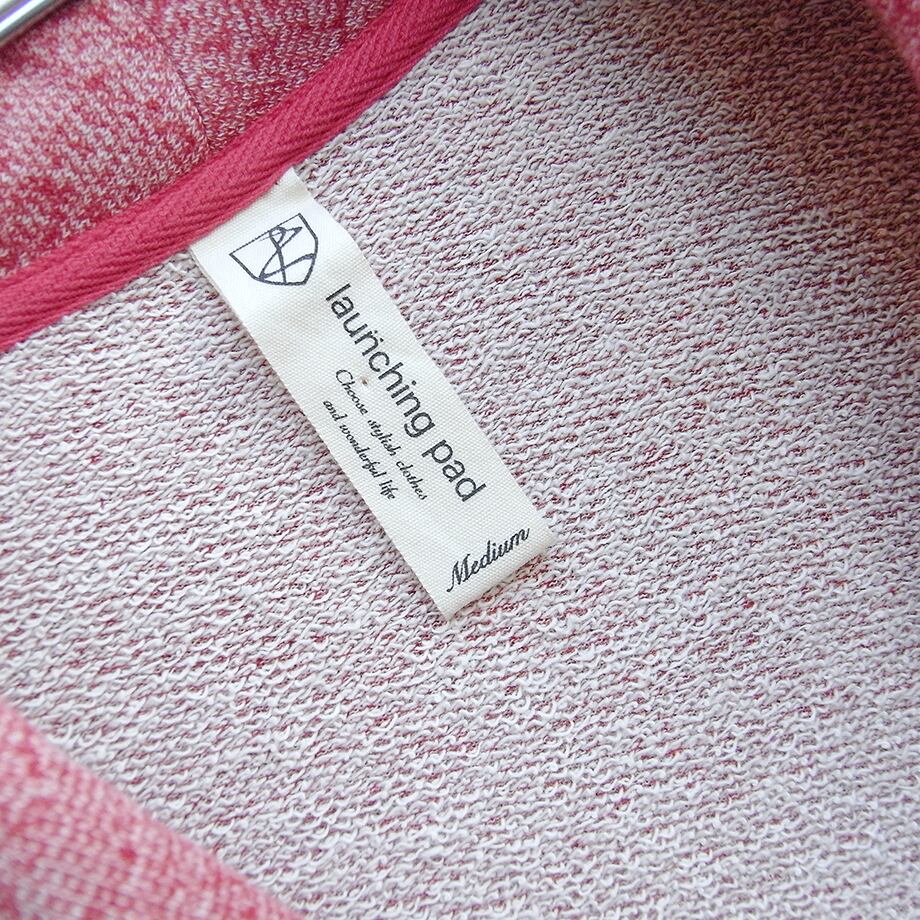 launching pad
Choose stylish clothes
and wonderful life
Medium